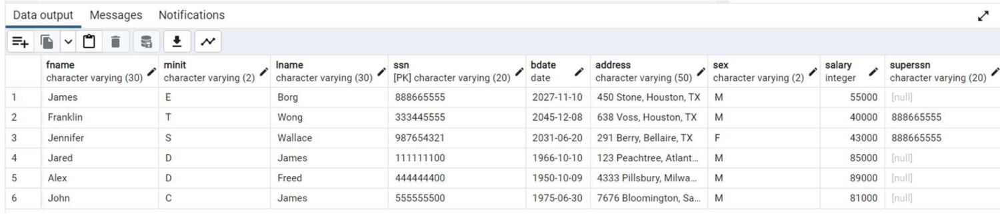 Data output Messages Notifications
fname minit lname ssn bdate address sex salary superssn
character varying (30) character varying (2) character varying (30) [PK] character varying (20) date character varying (50) character varying (2) integer character varying (20)
1 James E Borg 888665555 2027-11-10 450 Stone, Houston, TX M 55000 [null]
2 Franklin T Wong 333445555 2045-12-08 638 Voss, Houston, TX M 40000 888665555
3 Jennifer S Wallace 987654321 2031-06-20 291 Berry, Bellaire, TX F 43000 888665555
4 Jared D James 111111100 1966-10-10 123 Peachtree, Atlant... M 85000 [null]
5 Alex D Freed 444444400 1950-10-09 4333 Pillsbury, Milwa... M 89000 [null]
6 John C James 555555500 1975-06-30 7676 Bloomington, Sa... M 81000 [null]